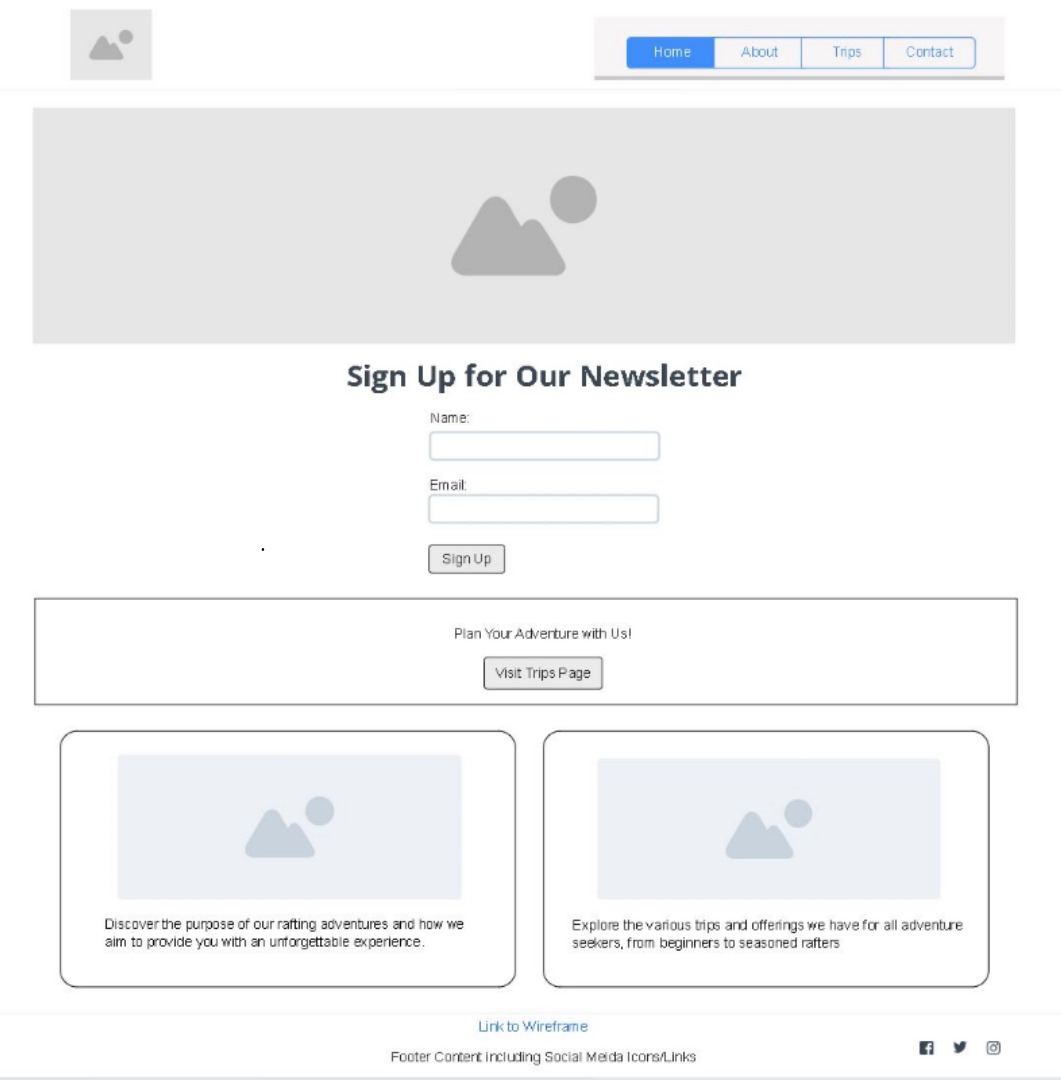 Home About Trips Contact
Sign Up for Our Newsletter
Name:
Email:
Sign Up
Plan Your Adventure with Us!
Visit Trips Page
Discover the purpose of our rafting adventures and how we
aim to provide you with an unforgettable experience.
Explore the various trips and offerings we have for all adventure
seekers, from beginners to seasoned rafters
Link to Wireframe
Footer Content including Social Meida Icons/Links